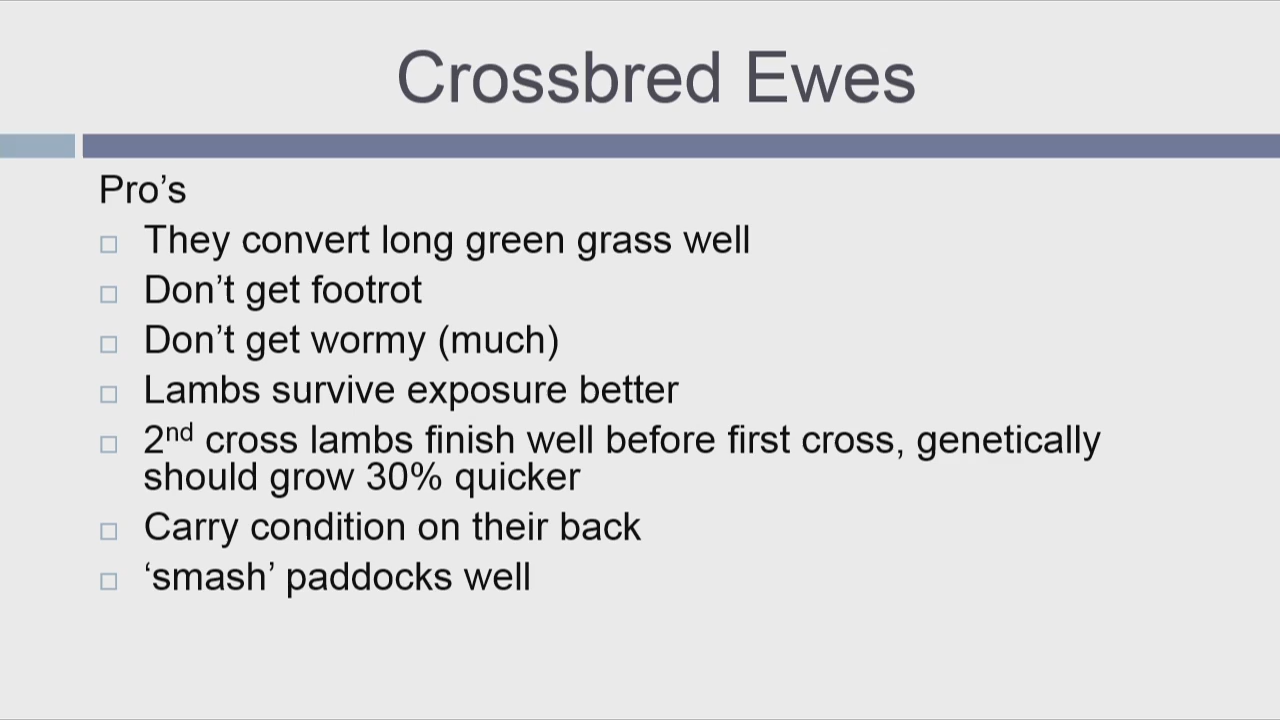 Crossbred Ewes
Pro’s
They convert long green grass well
Don’t get footrot
Don’t get wormy (much)
Lambs survive exposure better
2nd cross lambs finish well before first cross, genetically
should grow 30% quicker
Carry condition on their back
‘smash’ paddocks well